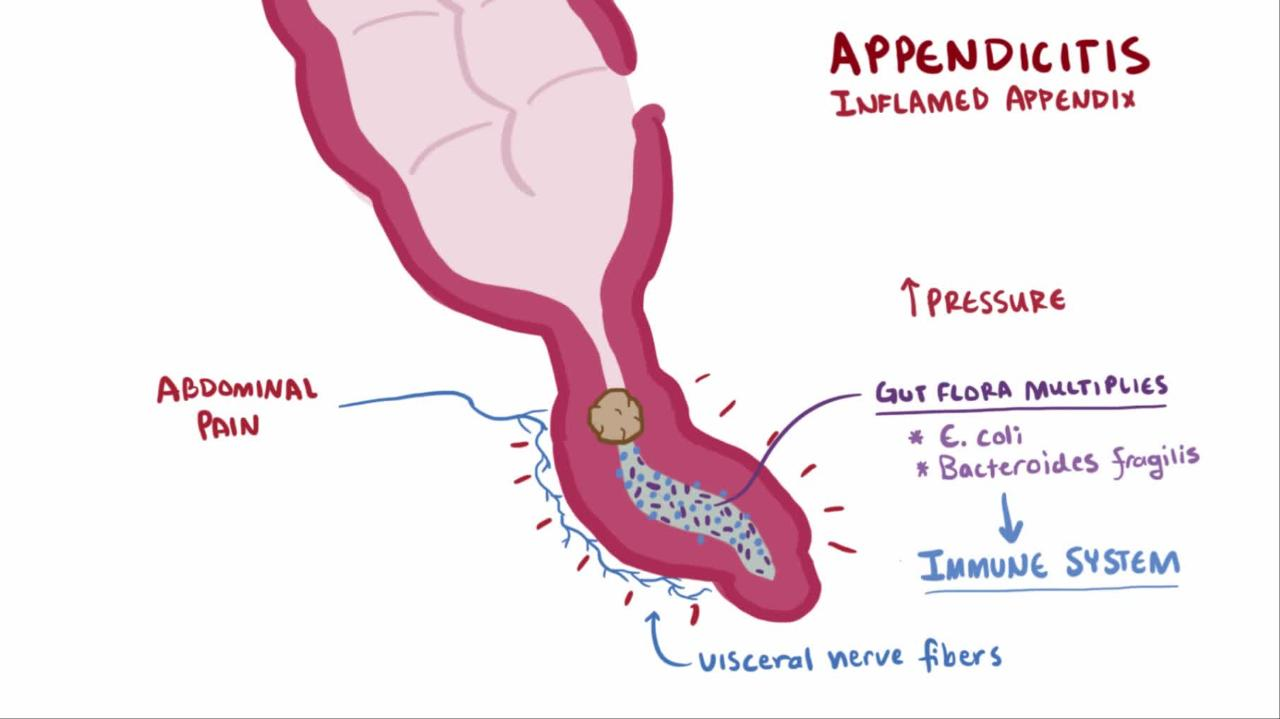 APPENDICITIS
INFLAMED APPENDIX
↑ PRESSURE
ABDOMINAL
PAIN
GUT FLORA MULTIPLIES
* E. coli
* Bacteroides fragilis
↓
IMMUNE SYSTEM
visceral nerve fibers